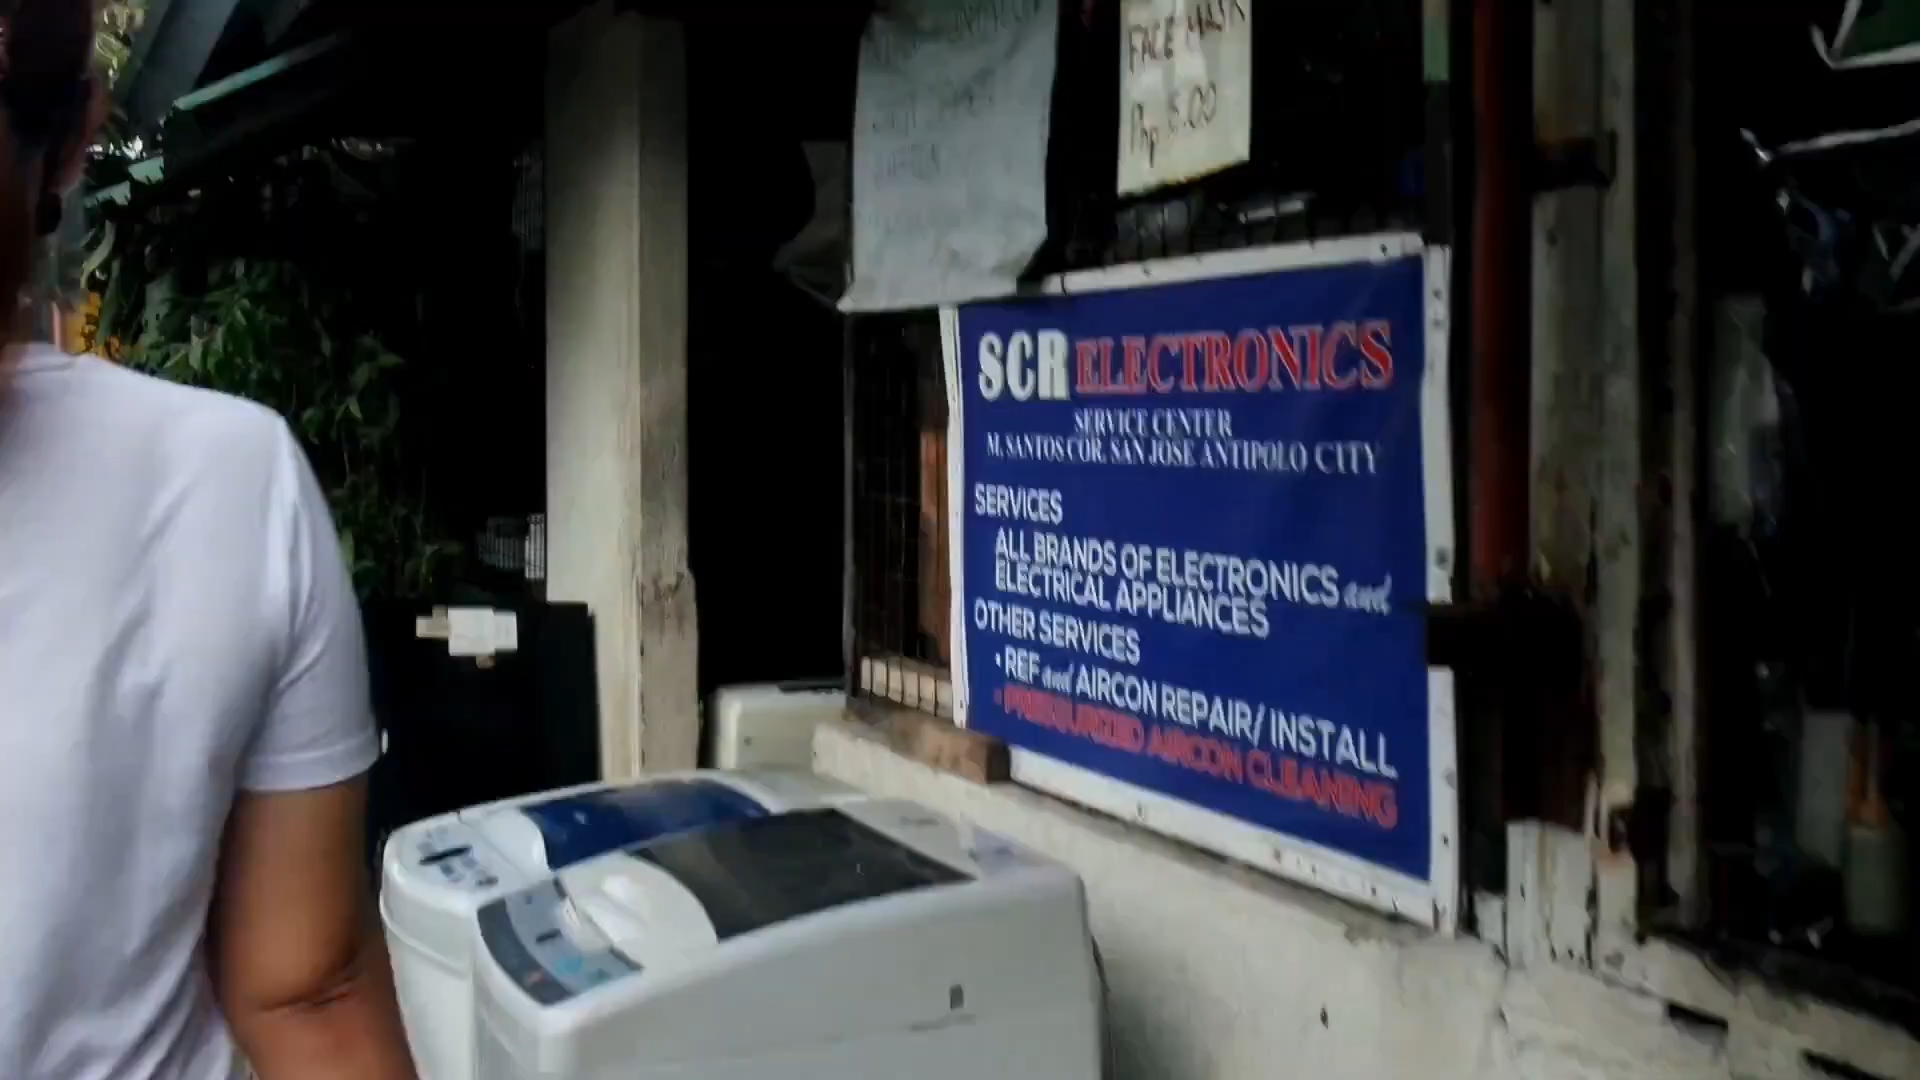 FACE MASK
Php 5.00
SCR ELECTRONICS
SERVICE CENTER
M. SANTOS COR. SAN JOSE ANTIPOLO CITY
SERVICES
ALL BRANDS OF ELECTRONICS and
ELECTRICAL APPLIANCES
OTHER SERVICES
• REF and AIRCON REPAIR/ INSTALL
• PRESSURIZED AIRCON CLEANING